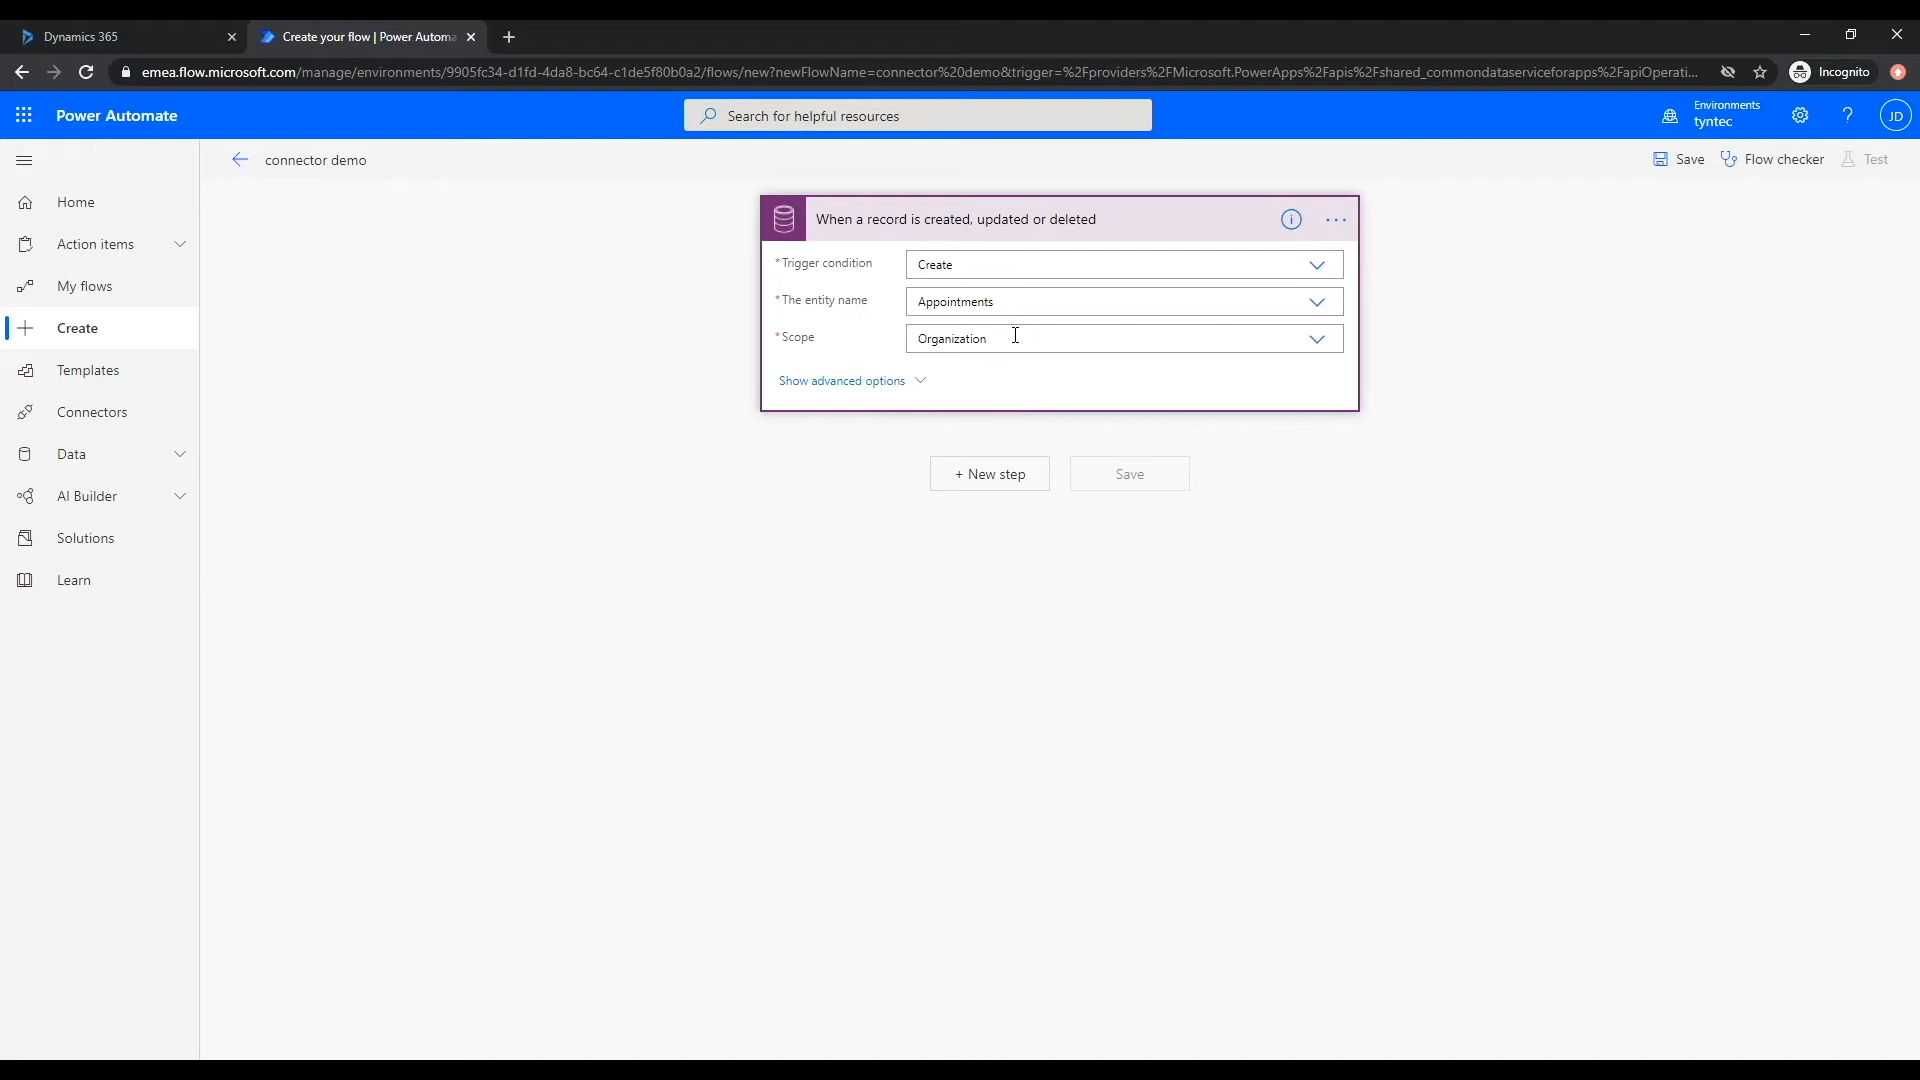 Dynamics 365
Create your flow | Power Automa
emea.flow.microsoft.com/manage/environments/9905fc34-d1fd-4da8-bc64-c1de5f80b0a2/flows/new?newFlowName=connector%20demo&trigger=%2Fproviders%2FMicrosoft.PowerApps%2Fapis%2Fshared_commondataserviceforapps%2FapiOperati...
Incognito
Power Automate
Search for helpful resources
Environments
tyntec
?
JD
connector demo
Save
Flow checker
Test
Home
Action items
My flows
Create
Templates
Connectors
Data
AI Builder
Solutions
Learn
When a record is created, updated or deleted
* Trigger condition
Create
* The entity name
Appointments
* Scope
Organization
Show advanced options
+ New step
Save